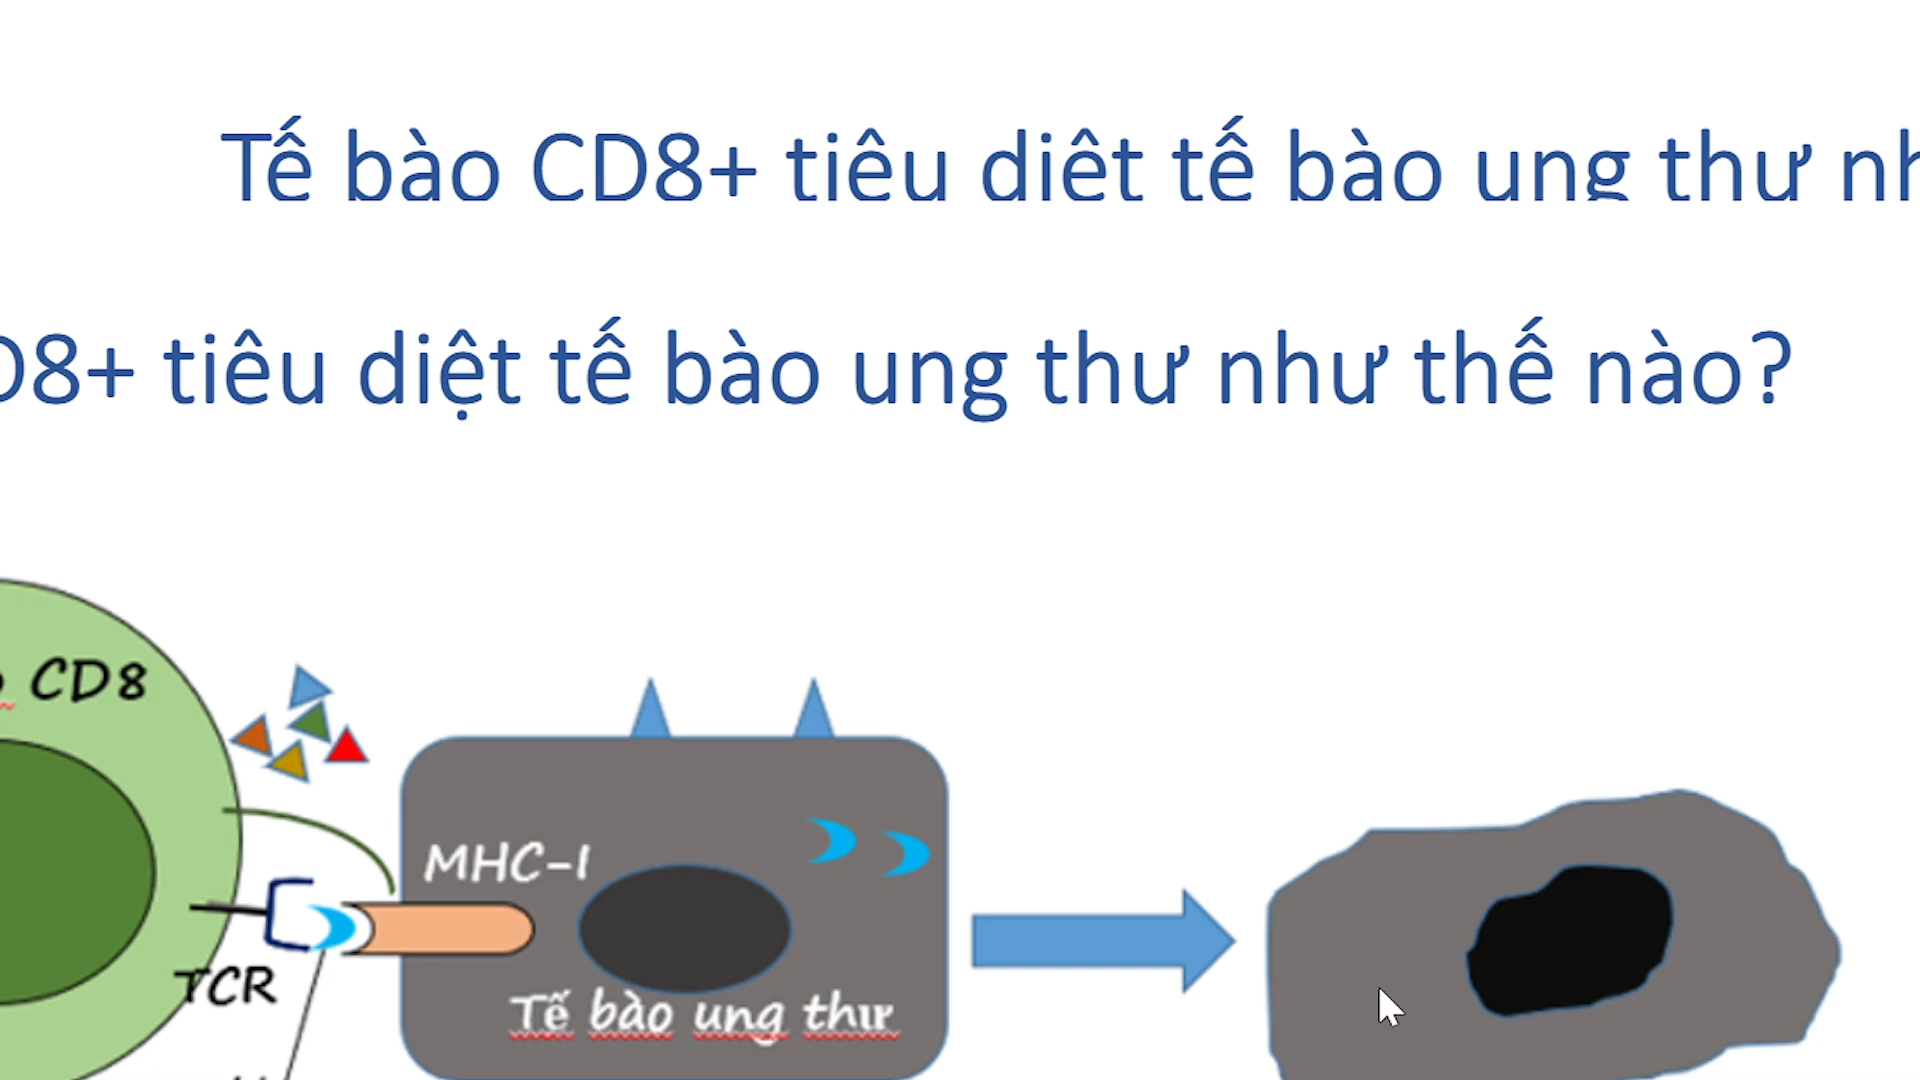 Tế bào CD8+ tiêu diệt tế bào ung thư
D8+ tiêu diệt tế bào ung thư như thế nào?
CD8
MHC-I
TCR
Tế bào ung thư